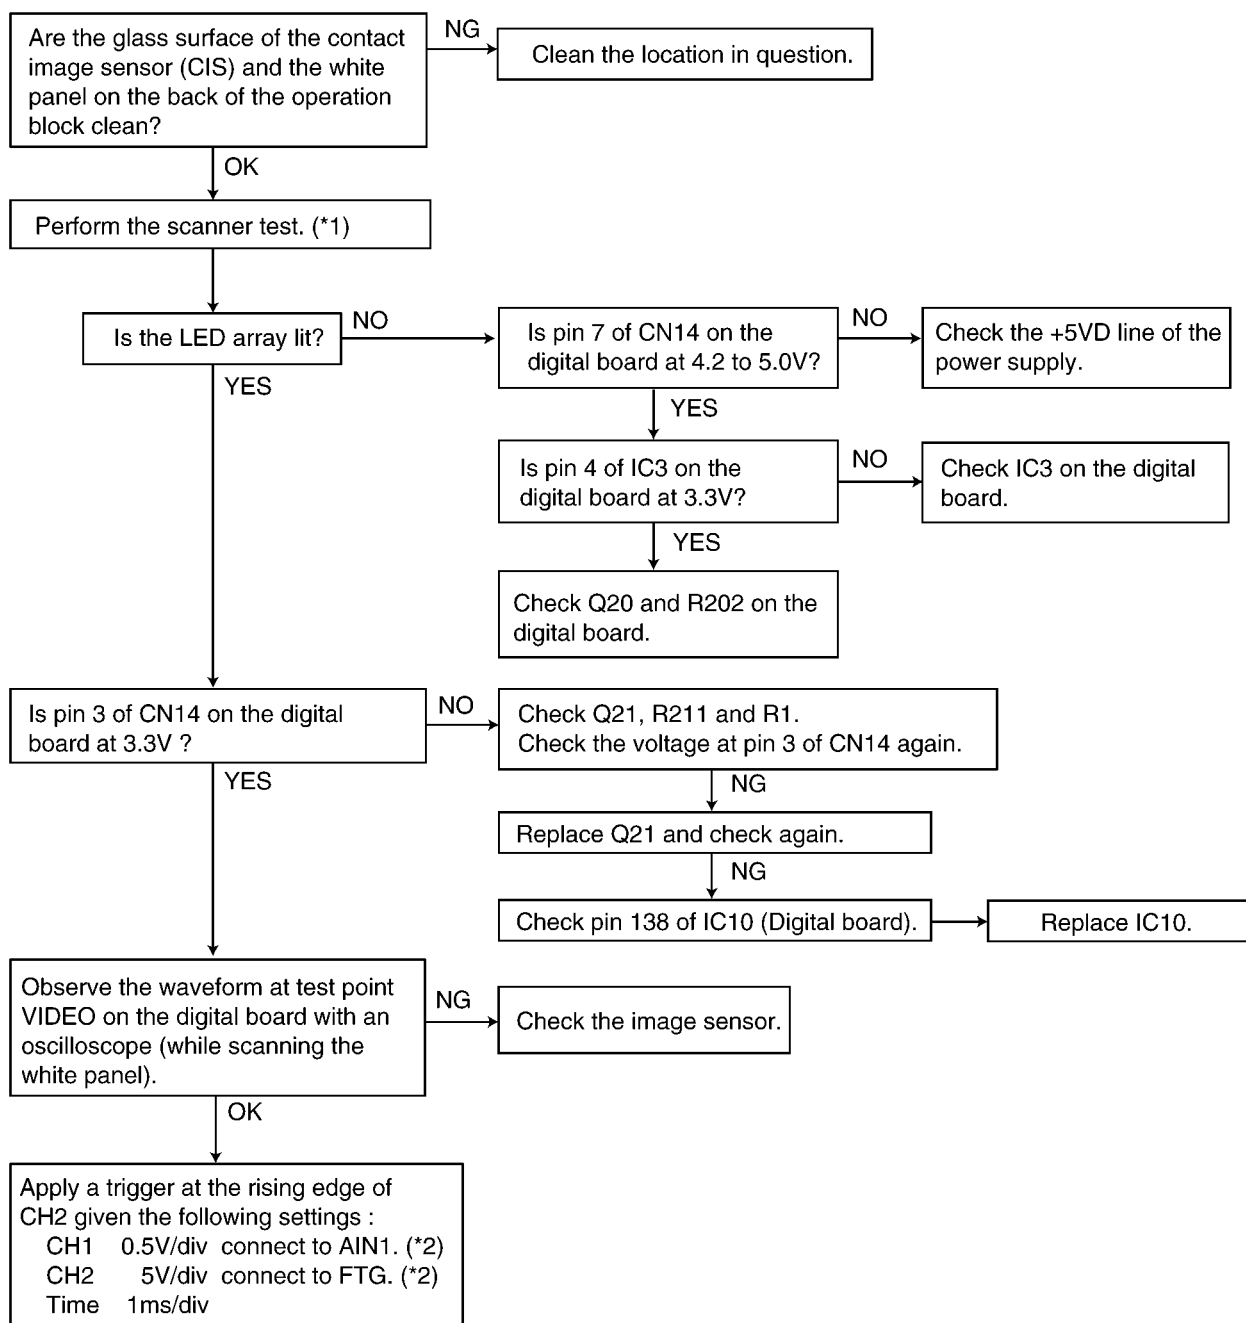 Are the glass surface of the contact
image sensor (CIS) and the white
panel on the back of the operation
block clean?
NG
Clean the location in question.
OK
Perform the scanner test. (*1)
Is the LED array lit?
NO
Is pin 7 of CN14 on the
digital board at 4.2 to 5.0V?
NO
Check the +5VD line of the
power supply.
YES
YES
Is pin 4 of IC3 on the
digital board at 3.3V?
NO
Check IC3 on the digital
board.
YES
Check Q20 and R202 on the
digital board.
Is pin 3 of CN14 on the digital
board at 3.3V ?
NO
Check Q21, R211 and R1.
Check the voltage at pin 3 of CN14 again.
YES
NG
Replace Q21 and check again.
NG
Check pin 138 of IC10 (Digital board).
Replace IC10.
Observe the waveform at test point
VIDEO on the digital board with an
oscilloscope (while scanning the
white panel).
NG
Check the image sensor.
OK
Apply a trigger at the rising edge of
CH2 given the following settings :
CH1 0.5V/div connect to AIN1. (*2)
CH2 5V/div connect to FTG. (*2)
Time 1ms/div